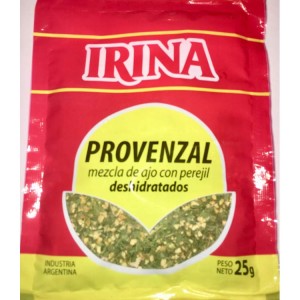 IRINA
PROVENZAL
mezcla de ajo con perejil
deshidratados
INDUSTRIA
ARGENTINA
PESO
NETO 25g